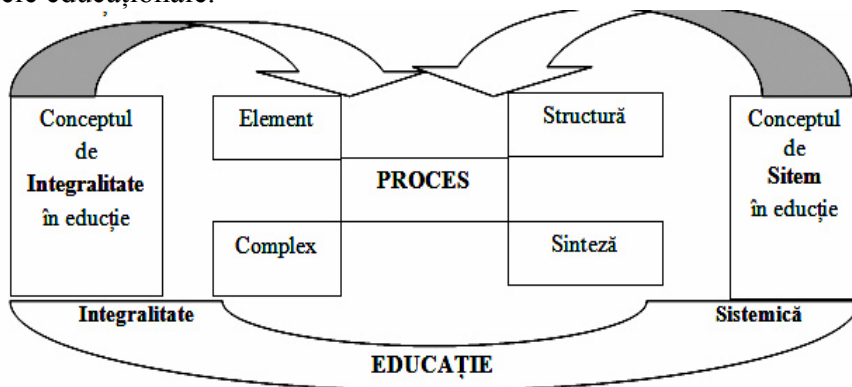 ele educaționale.
Conceptul
de
Integralitate
în educție
Element
Structură
PROCES
Complex
Sinteză
Conceptul
de
Sitem
în educție
Integralitate
Sistemică
EDUCAȚIE